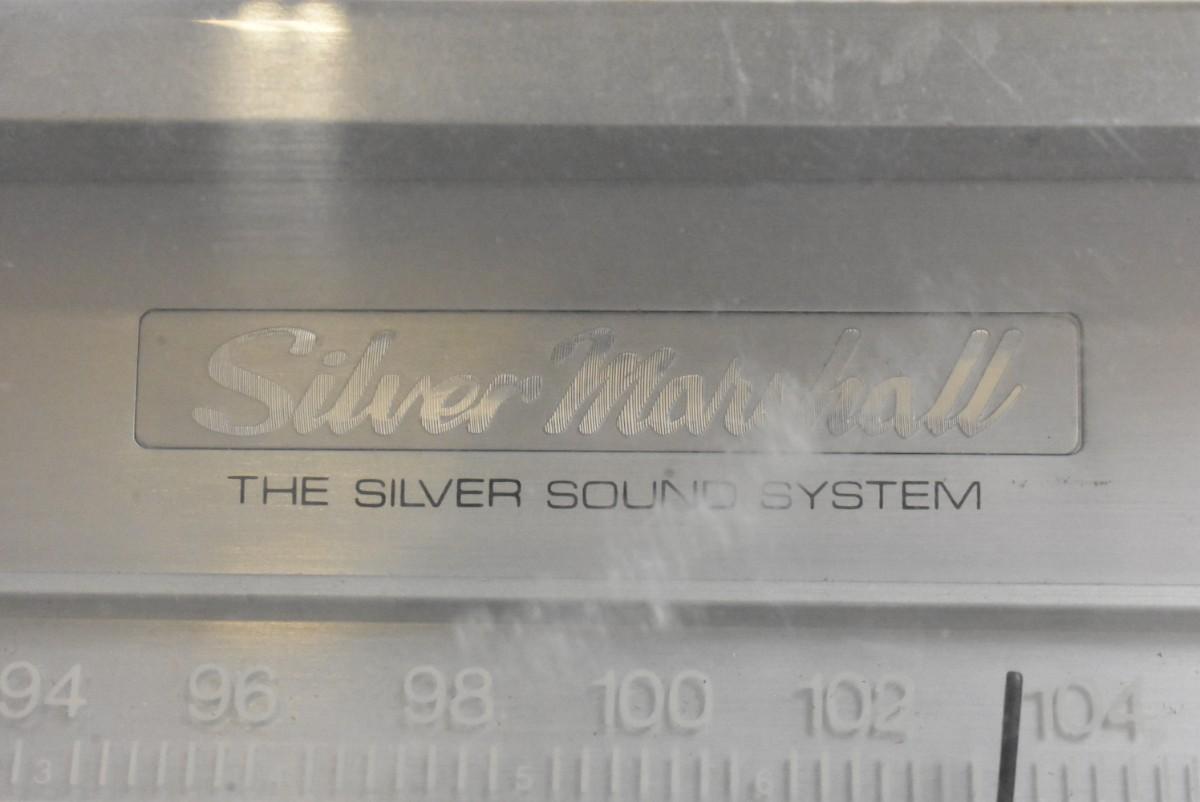 Silver Marshall
THE SILVER SOUND SYSTEM
94 96 98 100 102 104
3 5 6